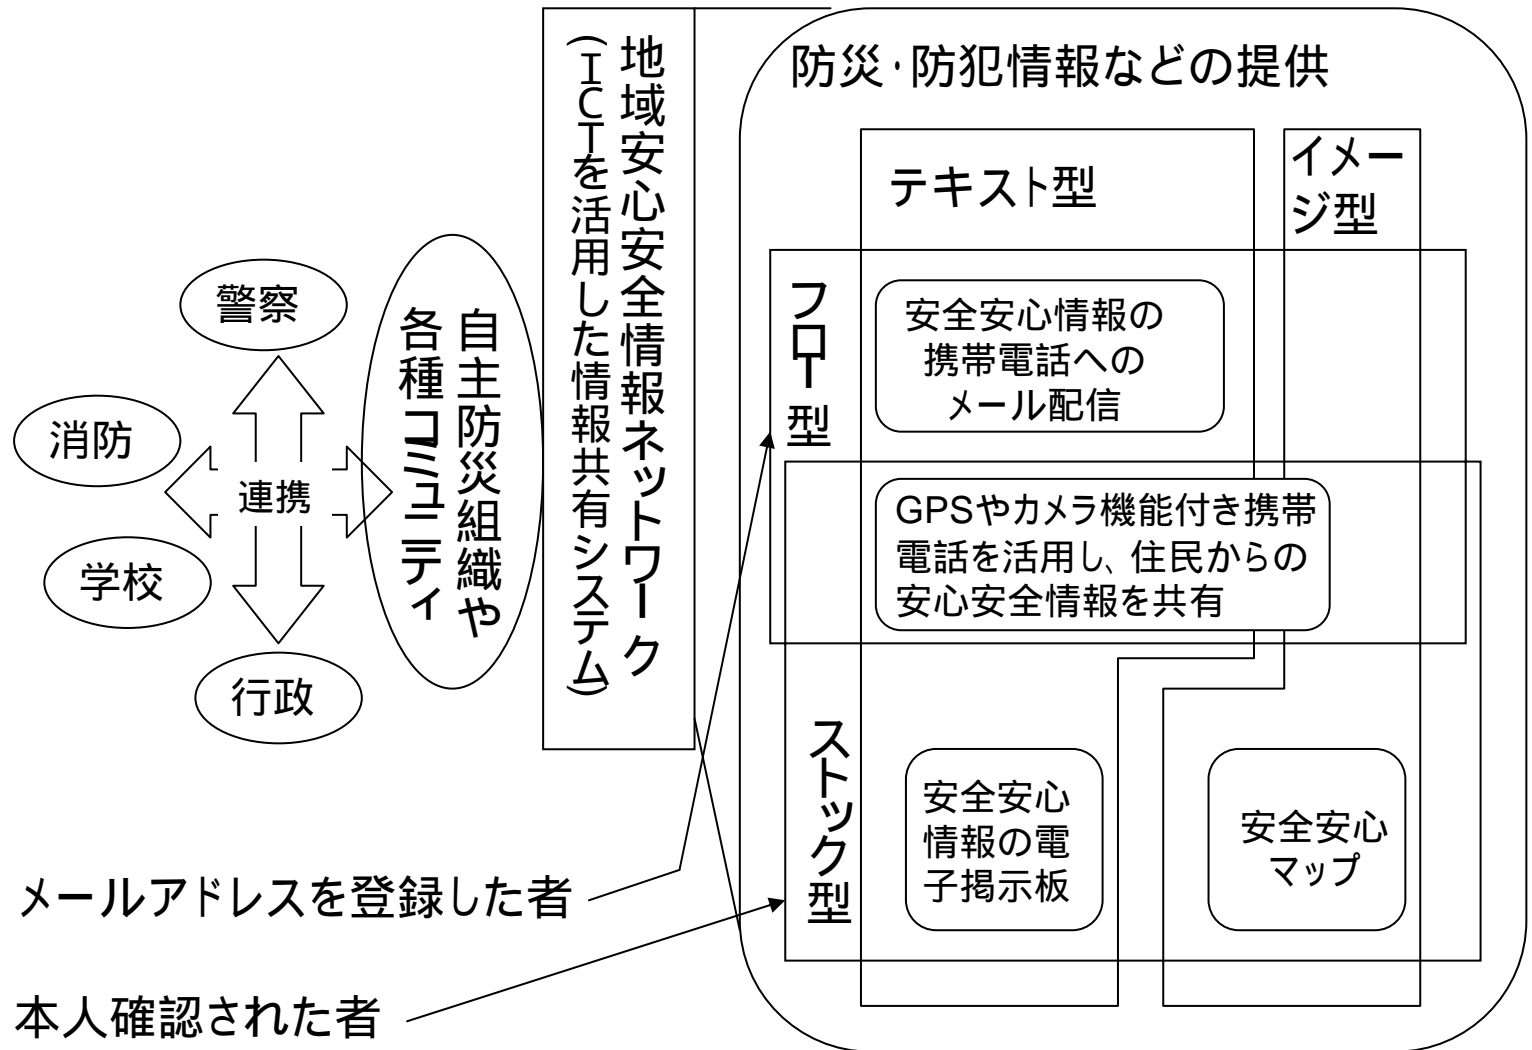 防災・防犯情報などの提供
テキスト型
イメー
ジ型
地域安心安全情報ネットワーク
(ICTを活用した情報共有システム)
自主防災組織や
各種コミュニティ
警察
消防
連携
学校
行政
フロー型
安全安心情報の
携帯電話への
メール配信
GPSやカメラ機能付き携帯
電話を活用し、住民からの
安心安全情報を共有
ストック型
安全安心
情報の電
子掲示板
安全安心
マップ
メールアドレスを登録した者
本人確認された者